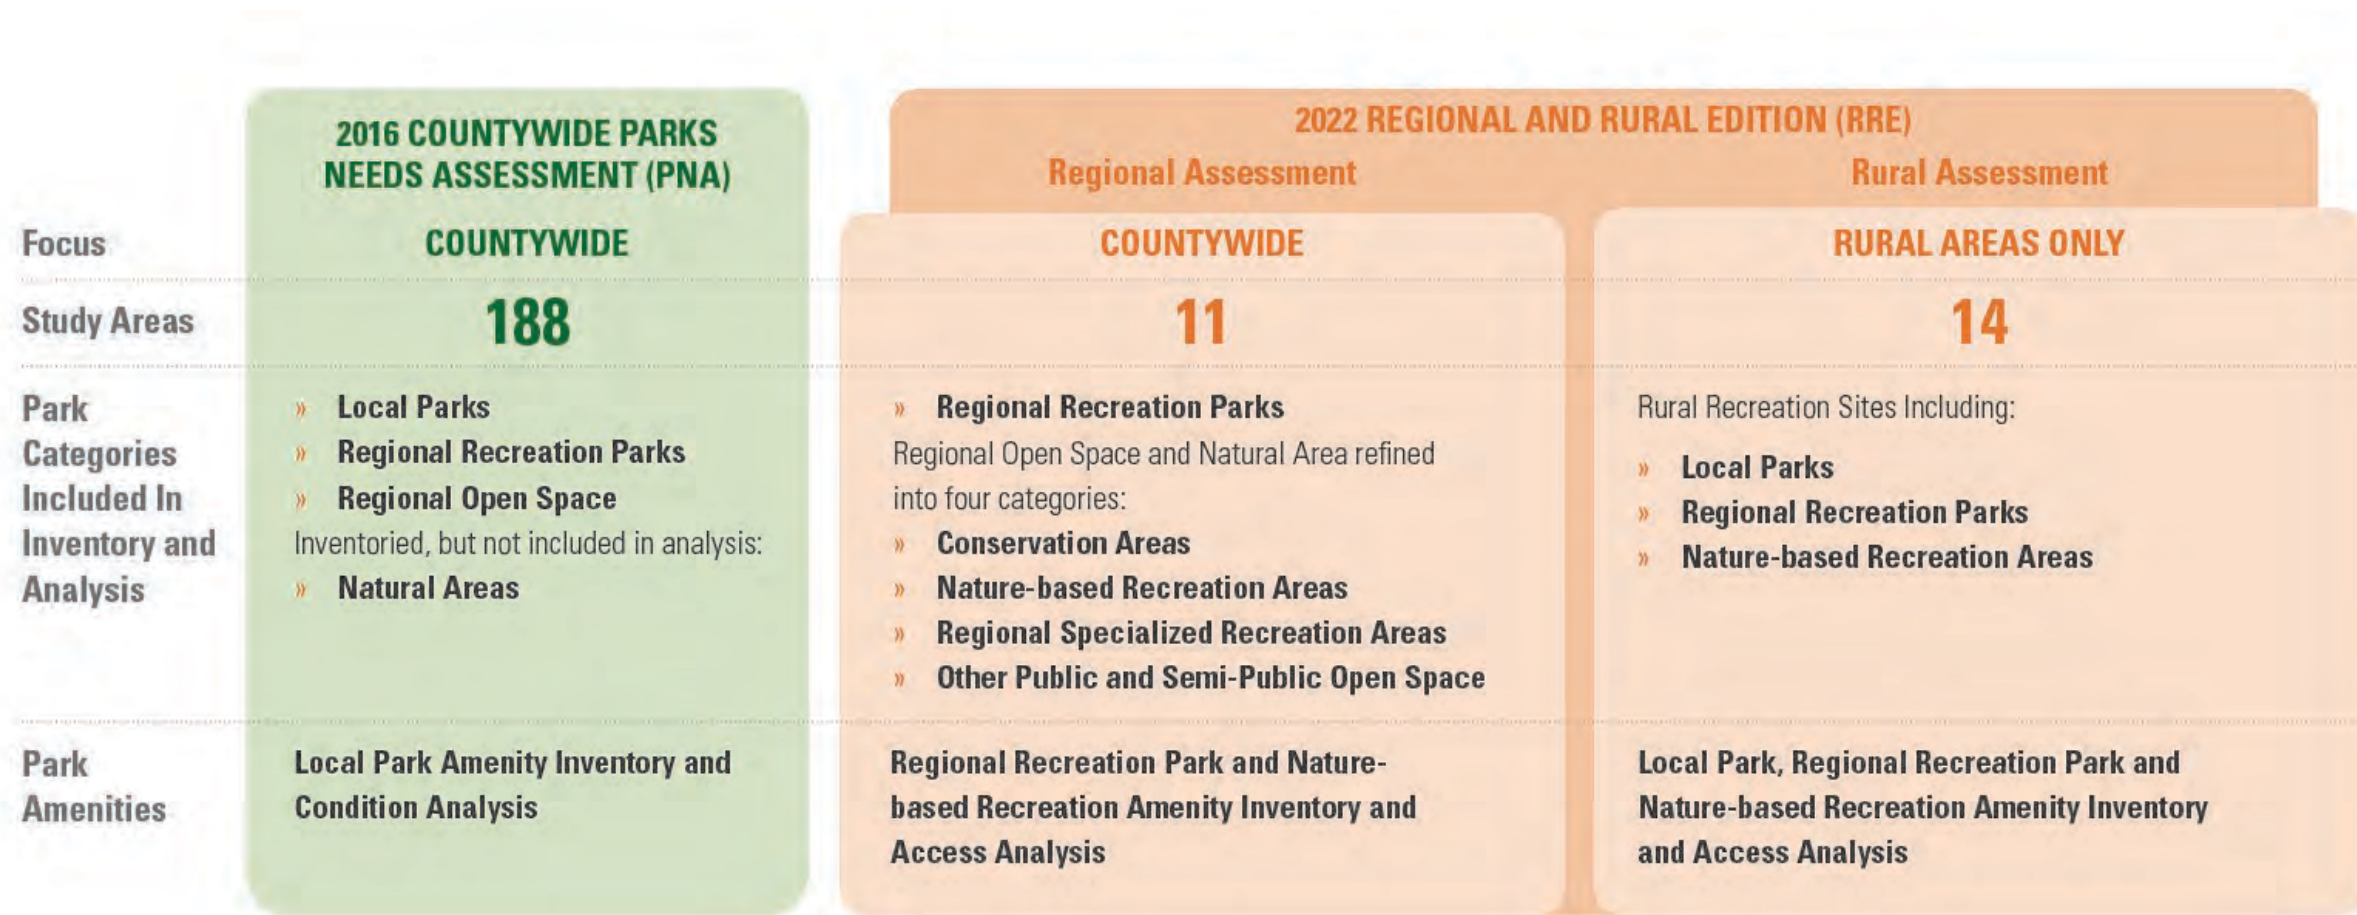 2016 COUNTYWIDE PARKS
NEEDS ASSESSMENT (PNA)
2022 REGIONAL AND RURAL EDITION (RRE)
Regional Assessment
Rural Assessment
Focus
COUNTYWIDE
COUNTYWIDE
RURAL AREAS ONLY
Study Areas
188
11
14
Park
Categories
Included In
Inventory and
Analysis
» Local Parks
» Regional Recreation Parks
» Regional Open Space
Inventoried, but not included in analysis:
» Natural Areas
» Regional Recreation Parks
Regional Open Space and Natural Area refined
into four categories:
» Conservation Areas
» Nature-based Recreation Areas
» Regional Specialized Recreation Areas
» Other Public and Semi-Public Open Space
Rural Recreation Sites Including:
» Local Parks
» Regional Recreation Parks
» Nature-based Recreation Areas
Park
Amenities
Local Park Amenity Inventory and
Condition Analysis
Regional Recreation Park and Nature-
based Recreation Amenity Inventory and
Access Analysis
Local Park, Regional Recreation Park and
Nature-based Recreation Amenity Inventory
and Access Analysis